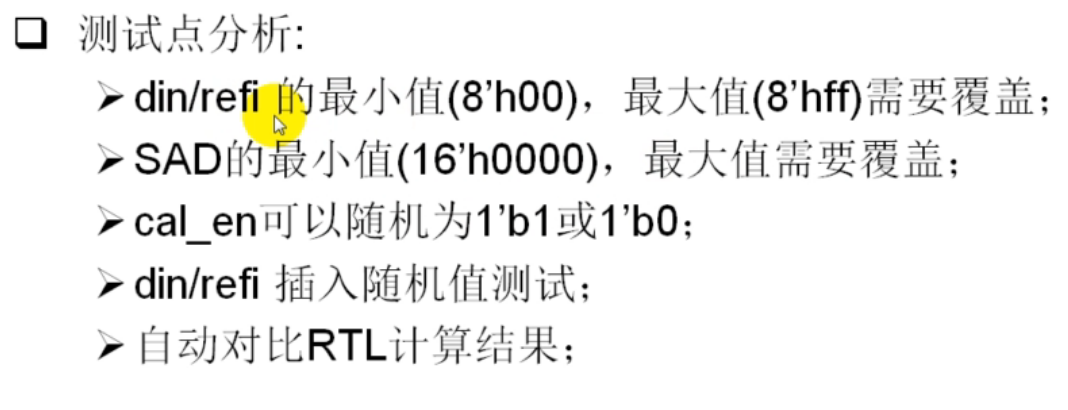 测试点分析:
din/refi 的最小值(8’h00)，最大值(8’hff)需要覆盖；
SAD的最小值(16’h0000)，最大值需要覆盖；
cal_en可以随机为1’b1或1’b0；
din/refi 插入随机值测试；
自动对比RTL计算结果；